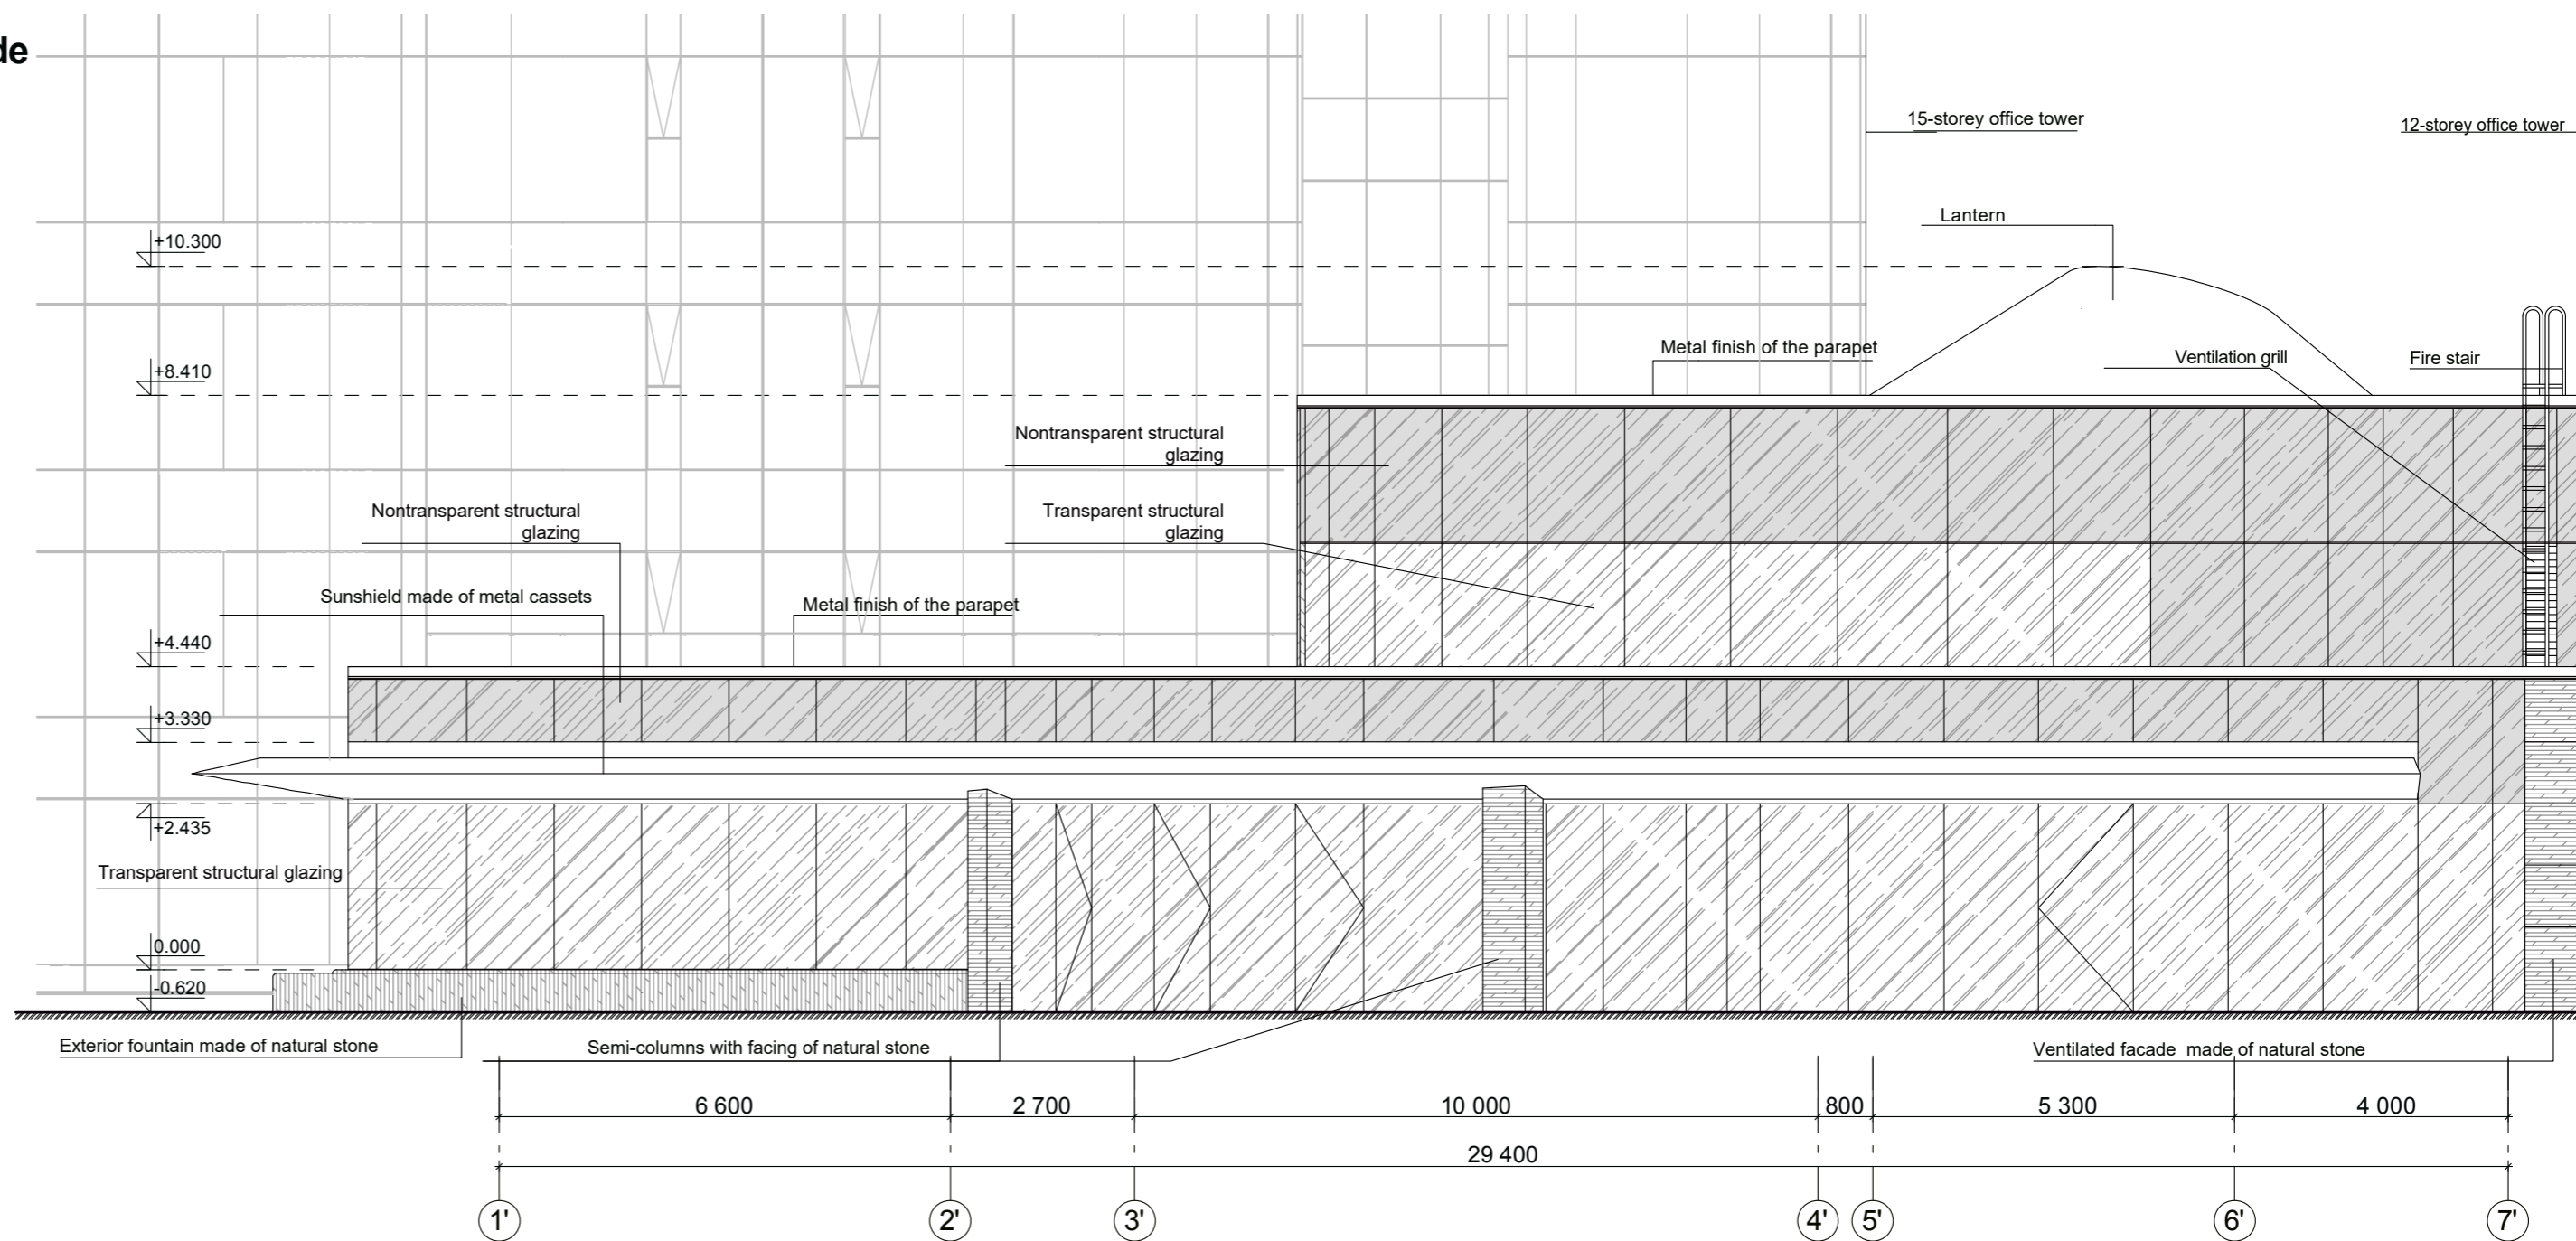 de
15-storey office tower
12-storey office tower
Lantern
+10.300
Metal finish of the parapet
Ventilation grill
Fire stair
+8.410
Nontransparent structural
glazing
Nontransparent structural
glazing
Transparent structural
glazing
Sunshield made of metal cassets
Metal finish of the parapet
+4.440
+3.330
+2.435
Transparent structural glazing
0.000
-0.620
Exterior fountain made of natural stone
Semi-columns with facing of natural stone
Ventilated facade made of natural stone
6 600
2 700
10 000
800
5 300
4 000
29 400
1'
2'
3'
4'
5'
6'
7'